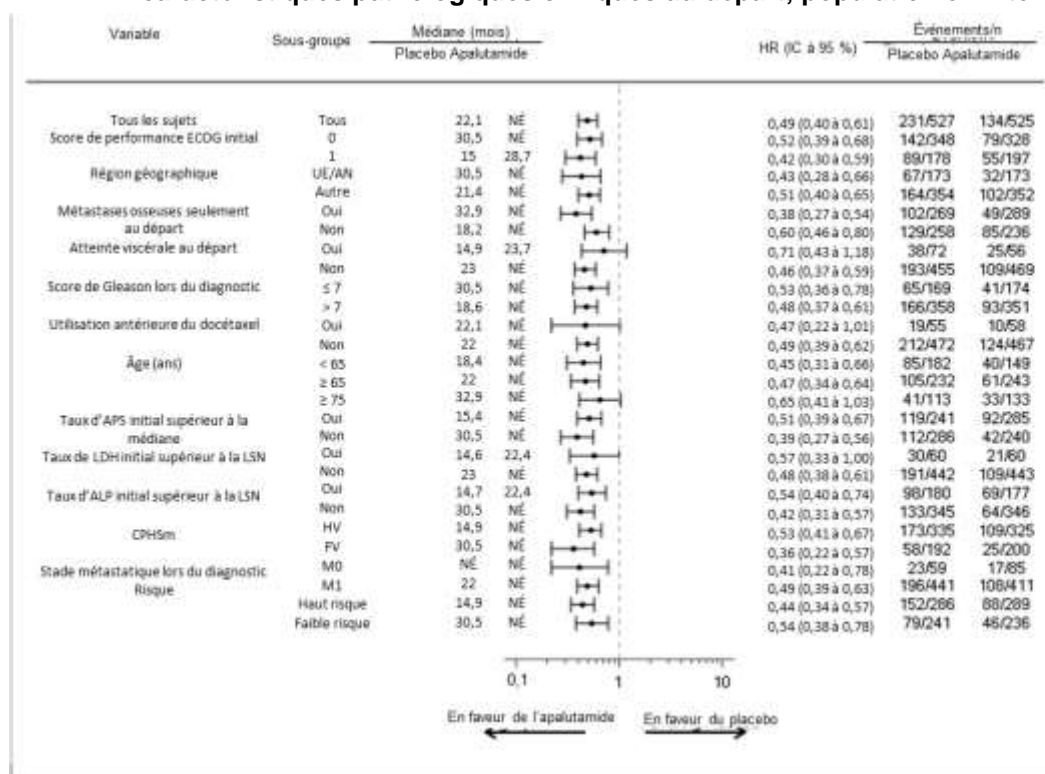 Variable Sous-groupe Médiane (mois) HR (IC à 95 %) Événements/n
Placebo Apalutamide Placebo Apalutamide
Tous les sujets Tous 22,1 NÉ 0,49 (0,40 à 0,61) 231/527 134/525
Score de performance ECOG initial 0 30,5 NÉ 0,52 (0,39 à 0,68) 142/348 79/328
1 15 28,7 0,42 (0,30 à 0,59) 89/178 55/197
Région géographique UE/AN 30,5 NÉ 0,43 (0,28 à 0,66) 67/173 32/173
Autre 21,4 NÉ 0,51 (0,40 à 0,65) 164/354 102/352
Métastases osseuses seulement Oui 32,9 NÉ 0,38 (0,27 à 0,54) 102/269 49/289
au départ Non 18,2 NÉ 0,60 (0,46 à 0,80) 129/258 85/236
Atteinte viscérale au départ Oui 14,9 23,7 0,71 (0,43 à 1,18) 38/72 25/56
Non 23 NÉ 0,46 (0,37 à 0,59) 193/455 109/469
Score de Gleason lors du diagnostic ≤ 7 30,5 NÉ 0,53 (0,36 à 0,78) 65/169 41/174
> 7 18,6 NÉ 0,48 (0,37 à 0,61) 166/358 93/351
Utilisation antérieure du docétaxel Oui 22,1 NÉ 0,47 (0,22 à 1,01) 19/55 10/58
Non 22 NÉ 0,49 (0,39 à 0,62) 212/472 124/467
Âge (ans) < 65 18,4 NÉ 0,45 (0,31 à 0,66) 85/182 40/149
≥ 65 22 NÉ 0,47 (0,34 à 0,64) 105/232 61/243
≥ 75 32,9 NÉ 0,65 (0,41 à 1,03) 41/113 33/133
Taux d'APS initial supérieur à la Oui 15,4 NÉ 0,51 (0,39 à 0,67) 119/241 92/285
médiane Non 30,5 NÉ 0,39 (0,27 à 0,56) 112/286 42/240
Taux de LDH initial supérieur à la LSN Oui 14,6 22,4 0,57 (0,33 à 1,00) 30/60 21/60
Non 23 NÉ 0,48 (0,38 à 0,61) 191/442 109/443
Taux d'ALP initial supérieur à la LSN Oui 14,7 22,4 0,54 (0,40 à 0,74) 98/180 69/177
Non 30,5 NÉ 0,42 (0,31 à 0,57) 133/345 64/346
CPHSm HV 14,9 NÉ 0,53 (0,41 à 0,67) 173/335 109/325
FV 30,5 NÉ 0,36 (0,22 à 0,57) 58/192 25/200
Stade métastatique lors du diagnostic M0 NÉ NÉ 0,41 (0,22 à 0,78) 23/59 17/85
Risque M1 22 NÉ 0,49 (0,39 à 0,63) 196/441 108/411
Haut risque 14,9 NÉ 0,44 (0,34 à 0,57) 152/286 88/289
Faible risque 30,5 NÉ 0,54 (0,38 à 0,78) 79/241 46/236
0,1 1 10
En faveur de l'apalutamide En faveur du placebo